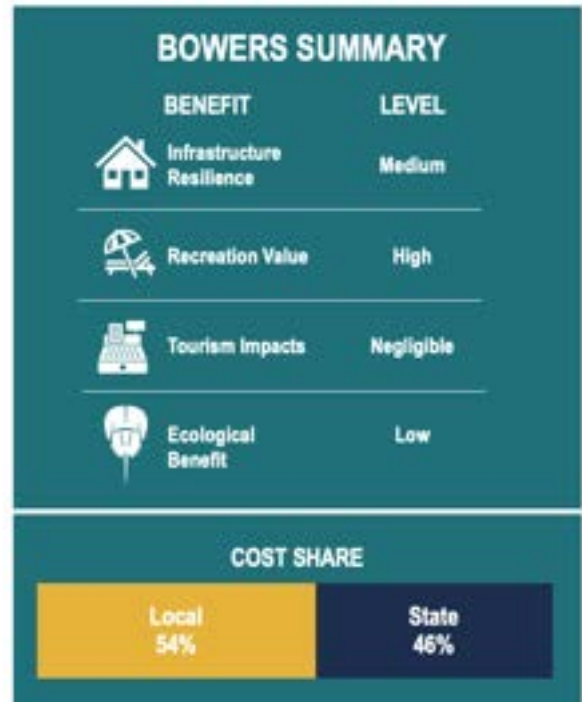 BOWERS SUMMARY
BENEFIT LEVEL
Infrastructure
Resilience
Medium
Recreation Value High
Tourism Impacts Negligible
Ecological
Benefit
Low
COST SHARE
Local
54%
State
46%